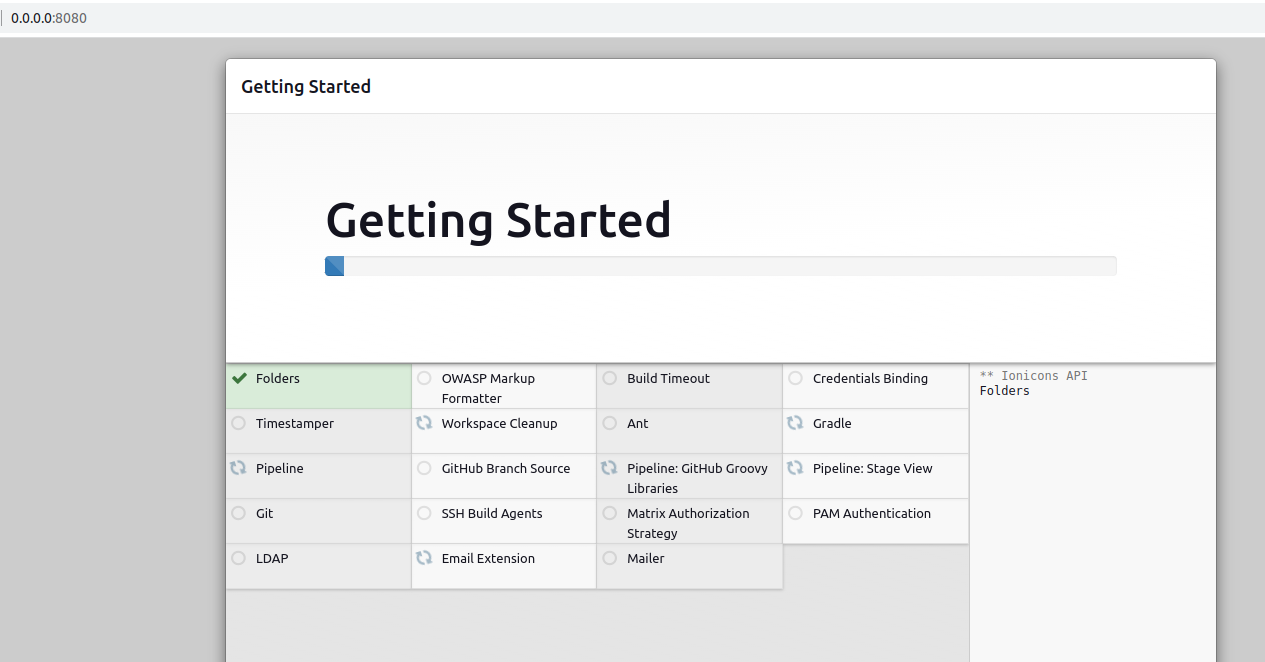 0.0.0.0:8080
Getting Started
Getting Started
Folders
OWASP Markup
Formatter
Build Timeout
Credentials Binding
** Ionicons API
Folders
Timestamper
Workspace Cleanup
Ant
Gradle
Pipeline
GitHub Branch Source
Pipeline: GitHub Groovy
Libraries
Pipeline: Stage View
Git
SSH Build Agents
Matrix Authorization
Strategy
PAM Authentication
LDAP
Email Extension
Mailer